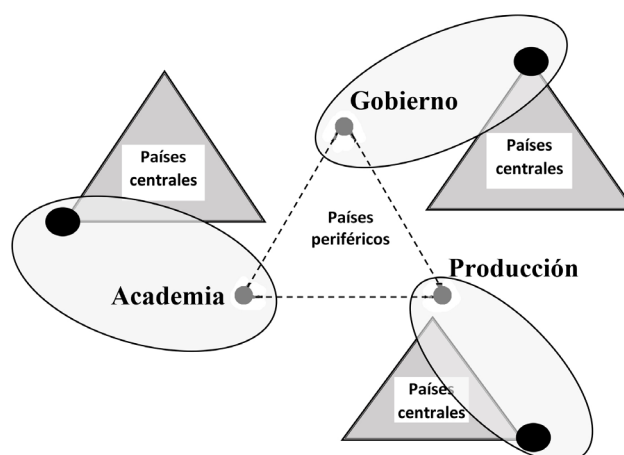 Gobierno
Países
centrales
Países
centrales
Países
periféricos
Academia
Producción
Países
centrales